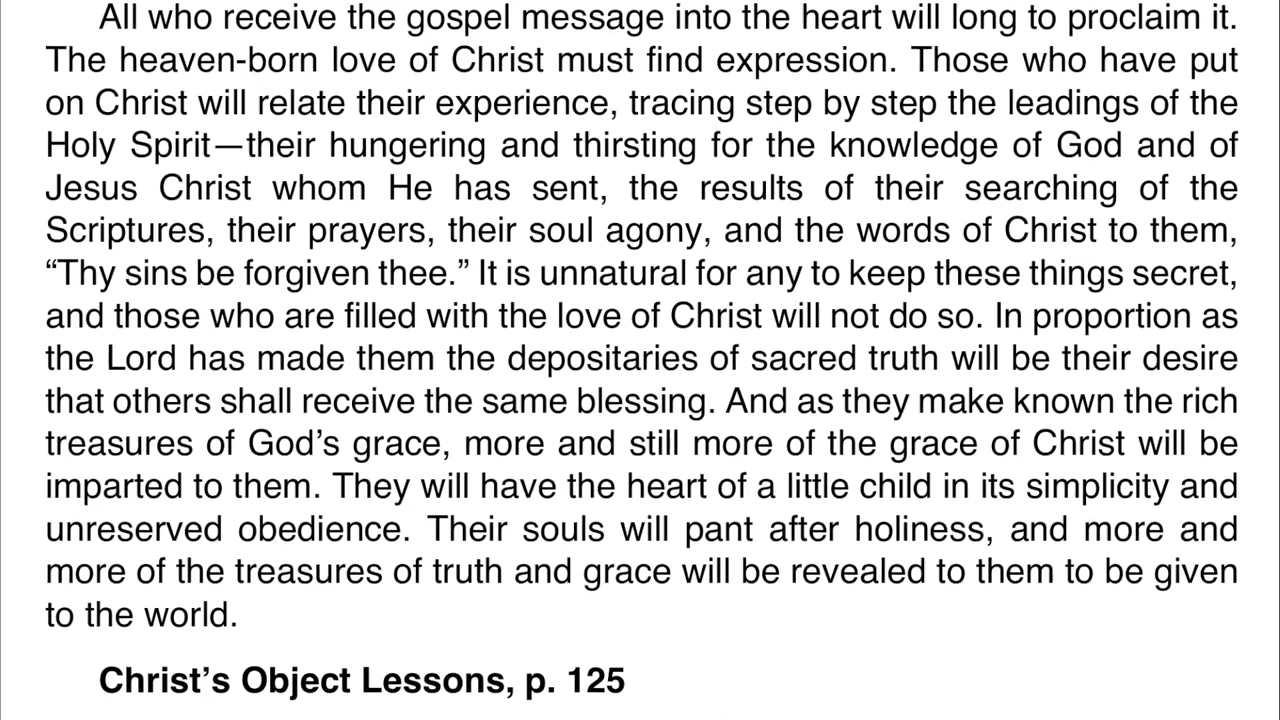 All who receive the gospel message into the heart will long to proclaim it.
The heaven-born love of Christ must find expression. Those who have put
on Christ will relate their experience, tracing step by step the leadings of the
Holy Spirit—their hungering and thirsting for the knowledge of God and of
Jesus Christ whom He has sent, the results of their searching of the
Scriptures, their prayers, their soul agony, and the words of Christ to them,
“Thy sins be forgiven thee.” It is unnatural for any to keep these things secret,
and those who are filled with the love of Christ will not do so. In proportion as
the Lord has made them the depositaries of sacred truth will be their desire
that others shall receive the same blessing. And as they make known the rich
treasures of God’s grace, more and still more of the grace of Christ will be
imparted to them. They will have the heart of a little child in its simplicity and
unreserved obedience. Their souls will pant after holiness, and more and
more of the treasures of truth and grace will be revealed to them to be given
to the world.
Christ’s Object Lessons, p. 125